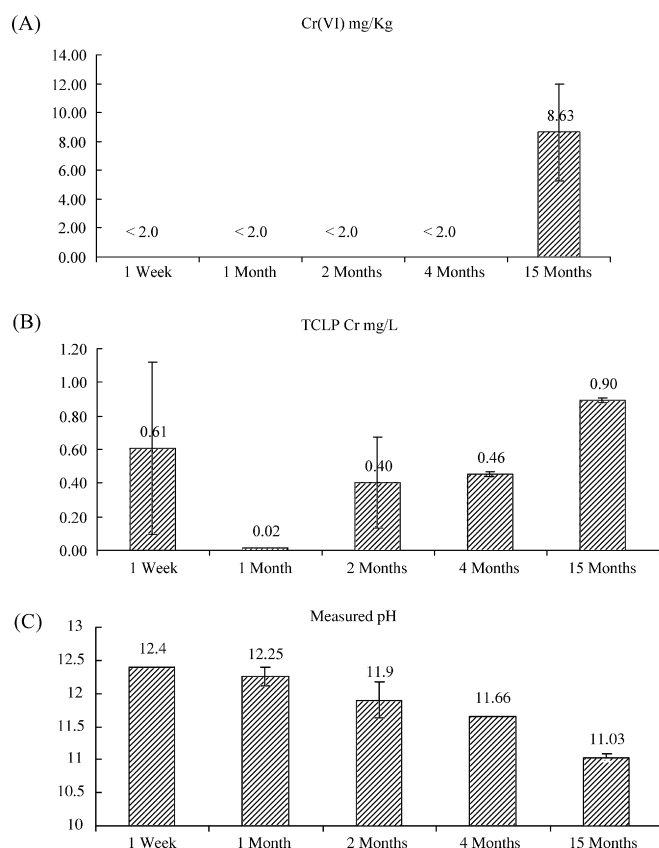 (A)
Cr(VI) mg/Kg
14.00
12.00
10.00
8.00
6.00
4.00
2.00
0.00
8.63
< 2.0 < 2.0 < 2.0 < 2.0
1 Week 1 Month 2 Months 4 Months 15 Months
(B)
TCLP Cr mg/L
1.20
1.00
0.80
0.60
0.40
0.20
0.00
0.61 0.02 0.40 0.46 0.90
1 Week 1 Month 2 Months 4 Months 15 Months
(C)
Measured pH
13
12.5
12
11.5
11
10.5
10
12.4 12.25 11.9 11.66 11.03
1 Week 1 Month 2 Months 4 Months 15 Months